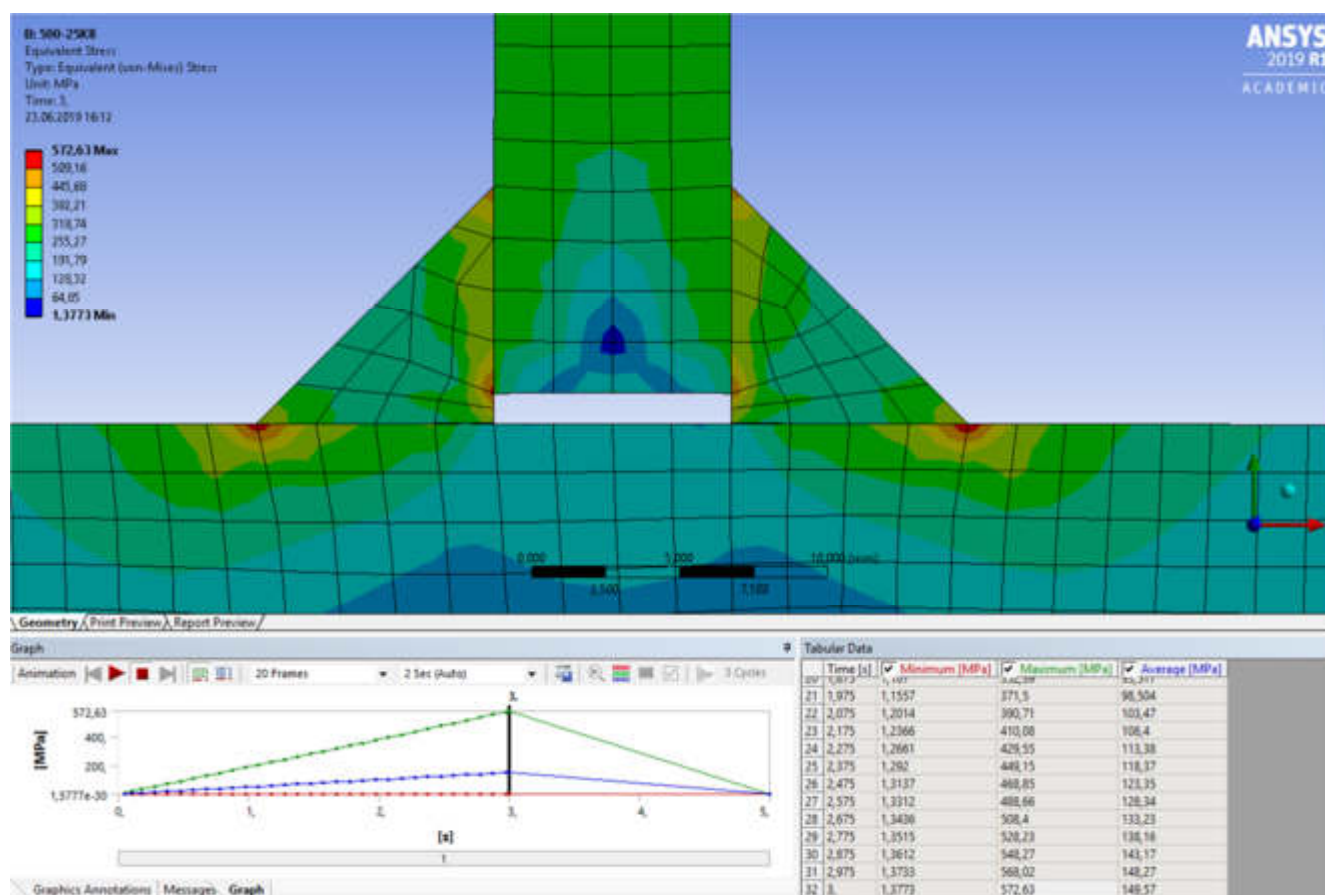 B: 500-25K8
Equivalent Stress
Type: Equivalent (von-Mises) Stress
Unit: MPa
Time: 3,
23.06.2019 16:12
572,63 Max
509,16
445,68
382,21
318,74
255,27
191,79
128,32
64,85
1,3773 Min
ANSYS
2019 R1
ACADEMIC
0,000 5,000 10,000 (mm)
2,500 7,500
Geometry Print Preview Report Preview
Graph
Animation 20 Frames 2 Sec (Auto) 3 Cycles
3,
572,63
400,
200,
1,3777e-30
[MPa]
0, 1, 2, 3, 4, 5,
[s]
1
Graphics Annotations Messages Graph
Tabular Data
Time [s] Minimum [MPa] Maximum [MPa] Average [MPa]
21 1,975 1,1557 371,5 98,504
22 2,075 1,2014 390,71 103,47
23 2,175 1,2366 410,08 108,4
24 2,275 1,2661 429,55 113,38
25 2,375 1,292 449,15 118,37
26 2,475 1,3137 468,85 123,35
27 2,575 1,3312 488,66 128,34
28 2,675 1,3436 508,4 133,23
29 2,775 1,3515 528,23 138,16
30 2,875 1,3612 548,27 143,17
31 2,975 1,3733 568,02 148,27
32 3, 1,3773 572,63 149,57